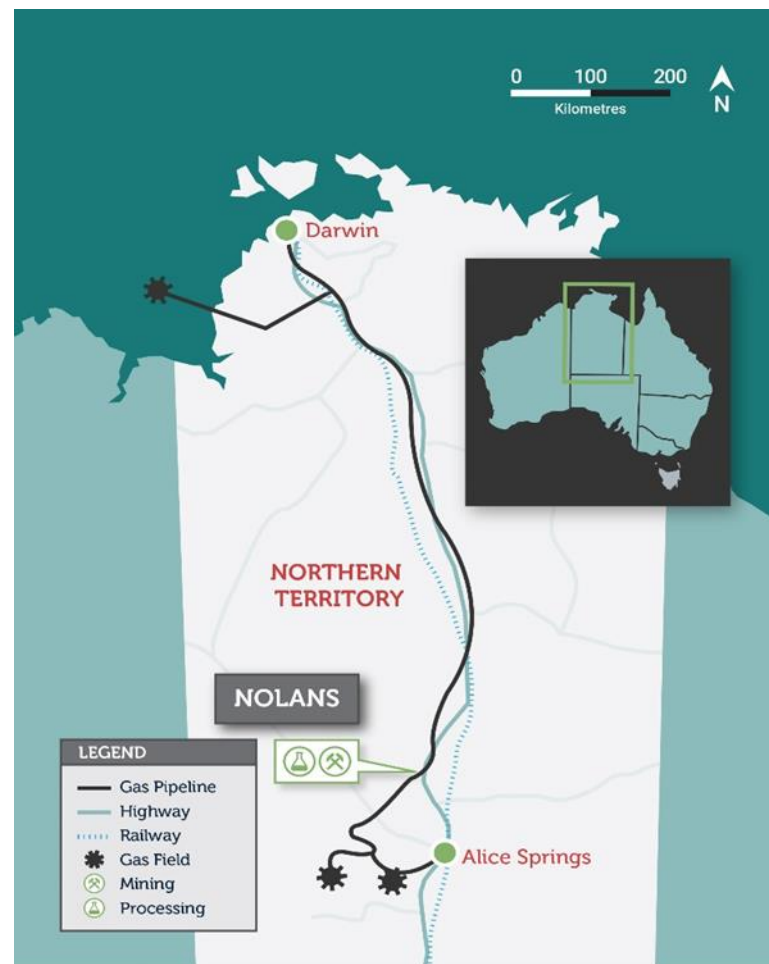 0 100 200
Kilometres
N
Darwin
NORTHERN
TERRITORY
NOLANS
LEGEND
Gas Pipeline
Highway
Railway
Gas Field
Mining
Processing
Alice Springs